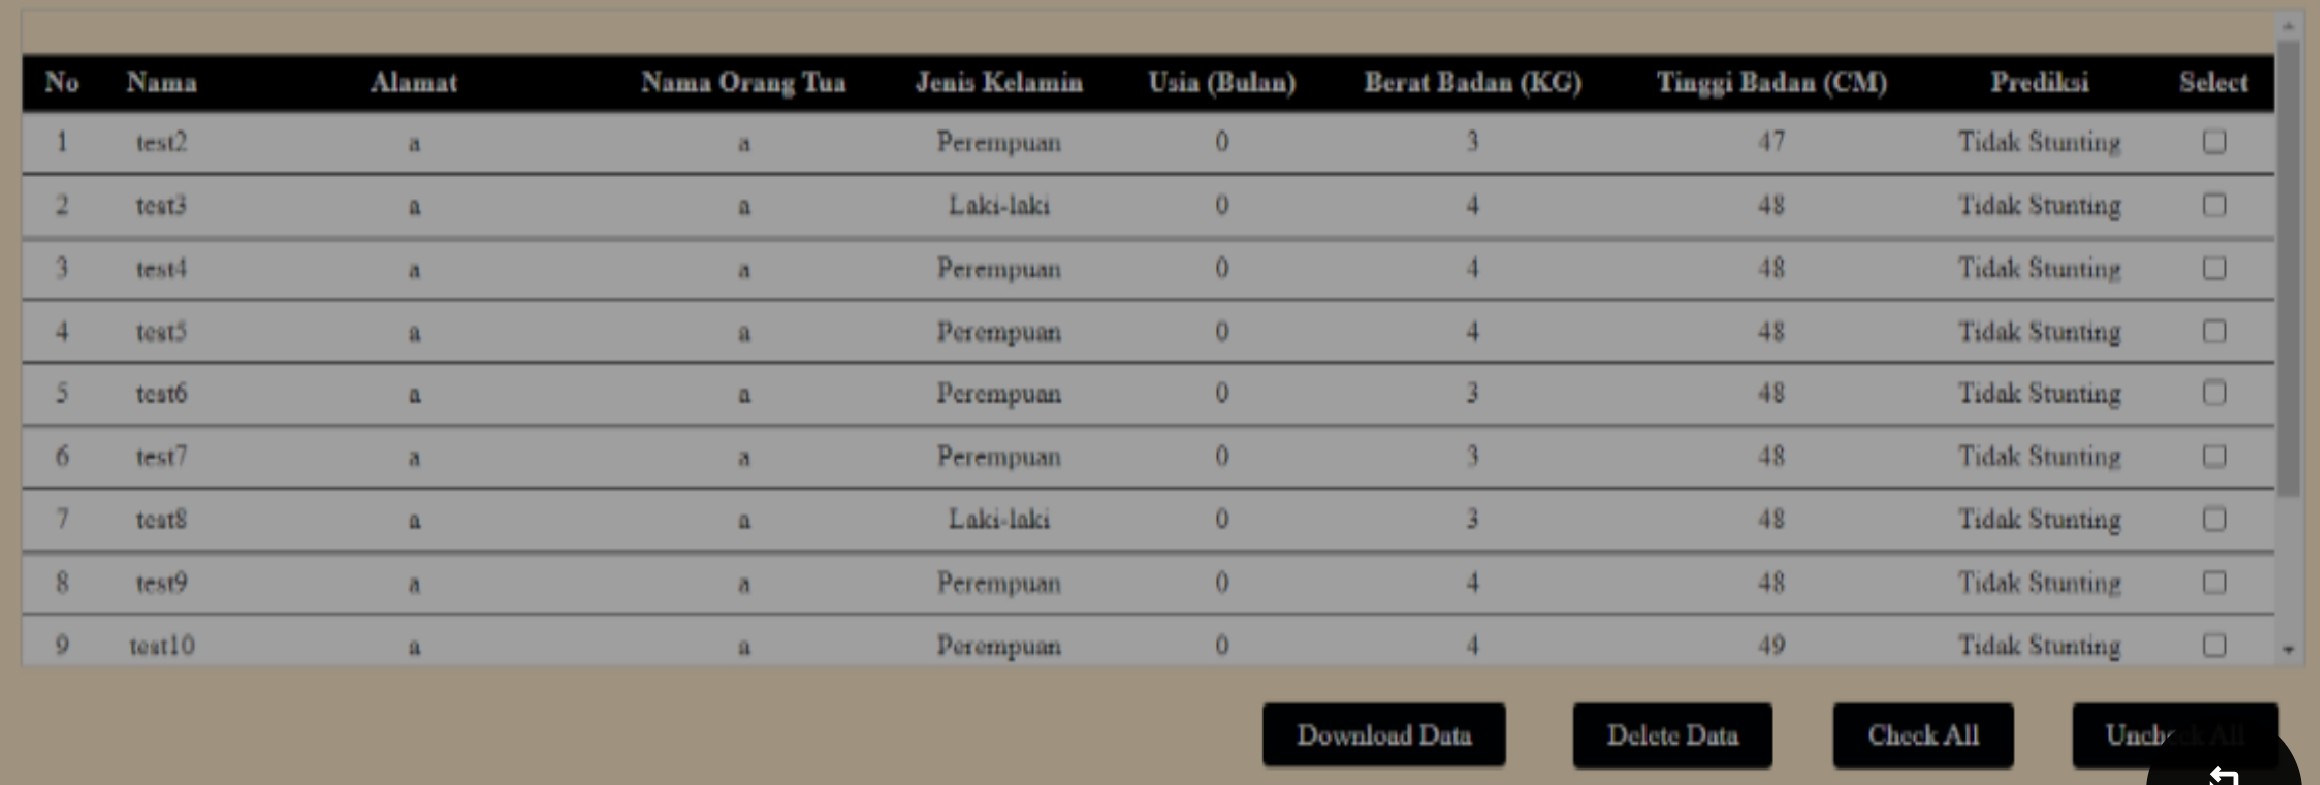 No Nama Alamat Nama Orang Tua Jenis Kelamin Usia (Bulan) Berat Badan (KG) Tinggi Badan (CM) Prediksi Select
1 test2 a a Perempuan 0 3 47 Tidak Stunting
2 test3 a a Laki-laki 0 4 48 Tidak Stunting
3 test4 a a Perempuan 0 4 48 Tidak Stunting
4 test5 a a Perempuan 0 4 48 Tidak Stunting
5 test6 a a Perempuan 0 3 48 Tidak Stunting
6 test7 a a Perempuan 0 3 48 Tidak Stunting
7 test8 a a Laki-laki 0 3 48 Tidak Stunting
8 test9 a a Perempuan 0 4 48 Tidak Stunting
9 test10 a a Perempuan 0 4 49 Tidak Stunting
Download Data Delete Data Check All Uncheck All